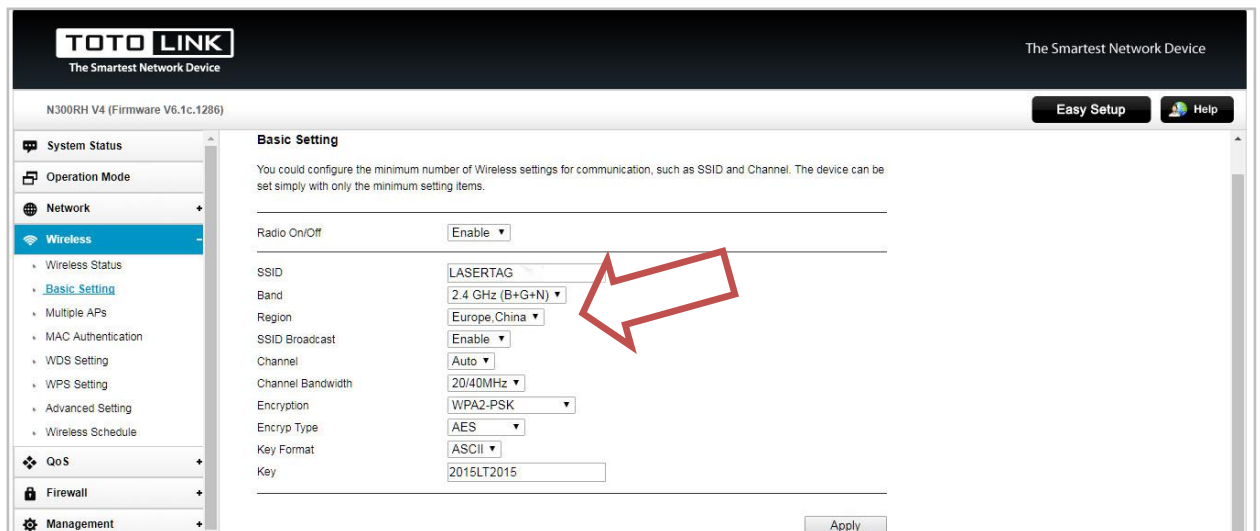 TOTO LINK
The Smartest Network Device
The Smartest Network Device
N300RH V4 (Firmware V6.1c.1286)
Easy Setup
Help
System Status
Operation Mode
Network +
Wireless -
Wireless Status
Basic Setting
Multiple APs
MAC Authentication
WDS Setting
WPS Setting
Advanced Setting
Wireless Schedule
QoS +
Firewall +
Management +
Basic Setting
You could configure the minimum number of Wireless settings for communication, such as SSID and Channel. The device can be
set simply with only the minimum setting items.
Radio On/Off Enable
SSID LASERTAG
Band 2.4 GHz (B+G+N)
Region Europe,China
SSID Broadcast Enable
Channel Auto
Channel Bandwidth 20/40MHz
Encryption WPA2-PSK
Encryp Type AES
Key Format ASCII
Key 2015LT2015
Apply